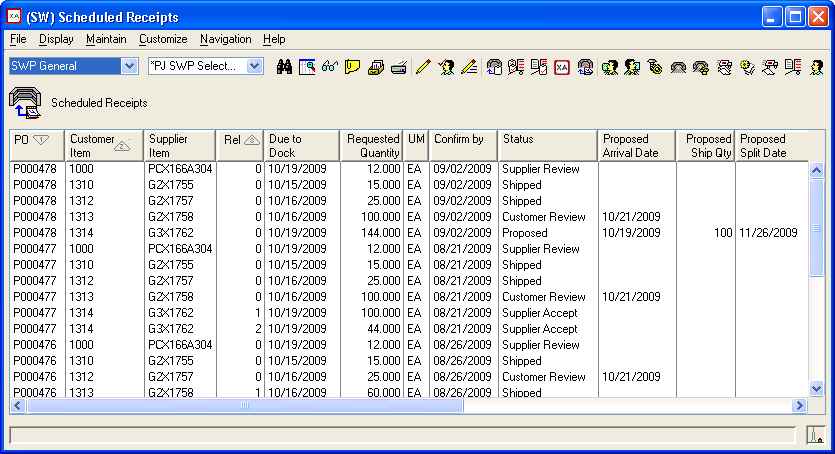 XA (SW) Scheduled Receipts
File Display Maintain Customize Navigation Help
SWP General *PJ SWP Select... XA
Scheduled Receipts
PO 1 Customer Item 2 Supplier Item Rel 3 Due to Dock Requested Quantity UM Confirm by Status Proposed Arrival Date Proposed Ship Qty Proposed Split Date
P000478 1000 PCX166A304 0 10/19/2009 12.000 EA 09/02/2009 Supplier Review
P000478 1310 G2X1755 0 10/15/2009 15.000 EA 09/02/2009 Shipped
P000478 1312 G2X1757 0 10/16/2009 25.000 EA 09/02/2009 Shipped
P000478 1313 G2X1758 0 10/16/2009 100.000 EA 09/02/2009 Customer Review 10/21/2009
P000478 1314 G3X1762 0 10/19/2009 144.000 EA 09/02/2009 Proposed 10/19/2009 100 11/26/2009
P000477 1000 PCX166A304 0 10/19/2009 12.000 EA 08/21/2009 Supplier Review
P000477 1310 G2X1755 0 10/15/2009 15.000 EA 08/21/2009 Shipped
P000477 1312 G2X1757 0 10/16/2009 25.000 EA 08/21/2009 Shipped
P000477 1313 G2X1758 0 10/16/2009 100.000 EA 08/21/2009 Customer Review 10/21/2009
P000477 1314 G3X1762 1 10/19/2009 100.000 EA 08/21/2009 Supplier Accept
P000477 1314 G3X1762 2 10/19/2009 44.000 EA 08/21/2009 Supplier Accept
P000476 1000 PCX166A304 0 10/19/2009 12.000 EA 08/26/2009 Supplier Review
P000476 1310 G2X1755 0 10/15/2009 15.000 EA 08/26/2009 Shipped
P000476 1312 G2X1757 0 10/16/2009 25.000 EA 08/26/2009 Customer Review 10/21/2009
P000476 1313 G2X1758 1 10/16/2009 60.000 EA 08/26/2009 Shipped